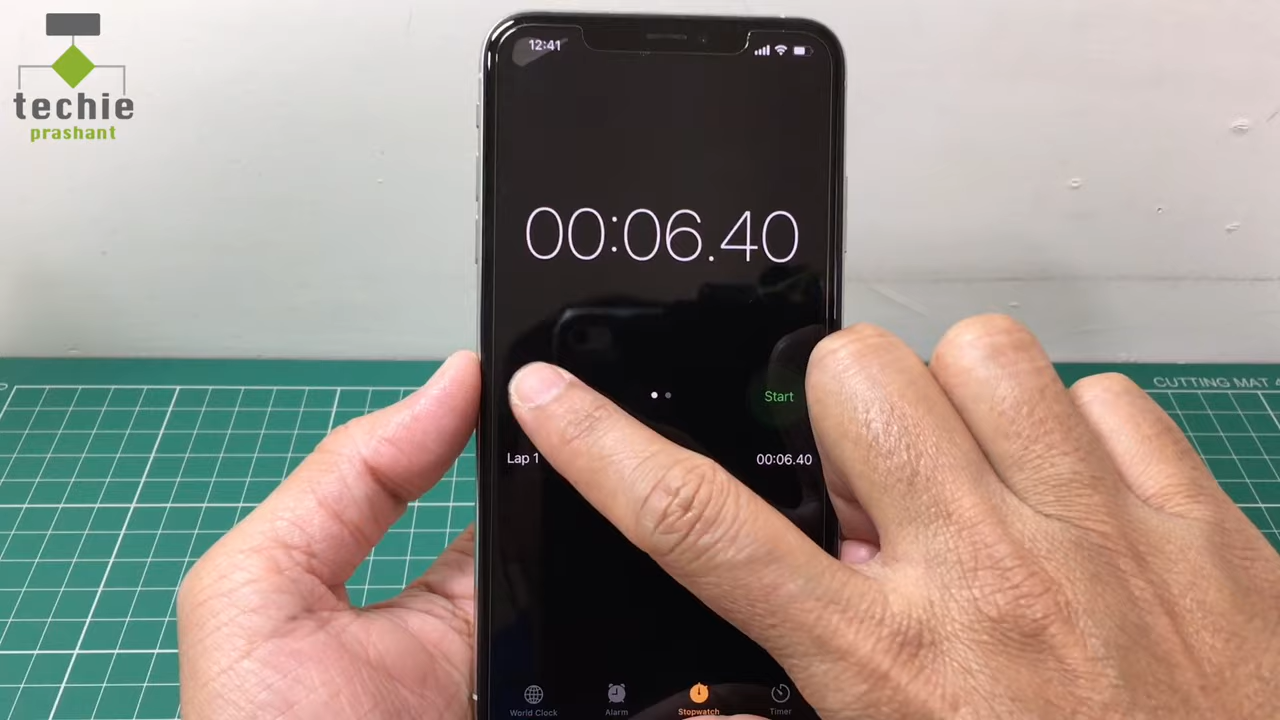 techie
prashant
12:41
00:06.40
Start
Lap 1
00:06.40
World Clock
Alarm
Stopwatch
Timer
CUTTING MAT